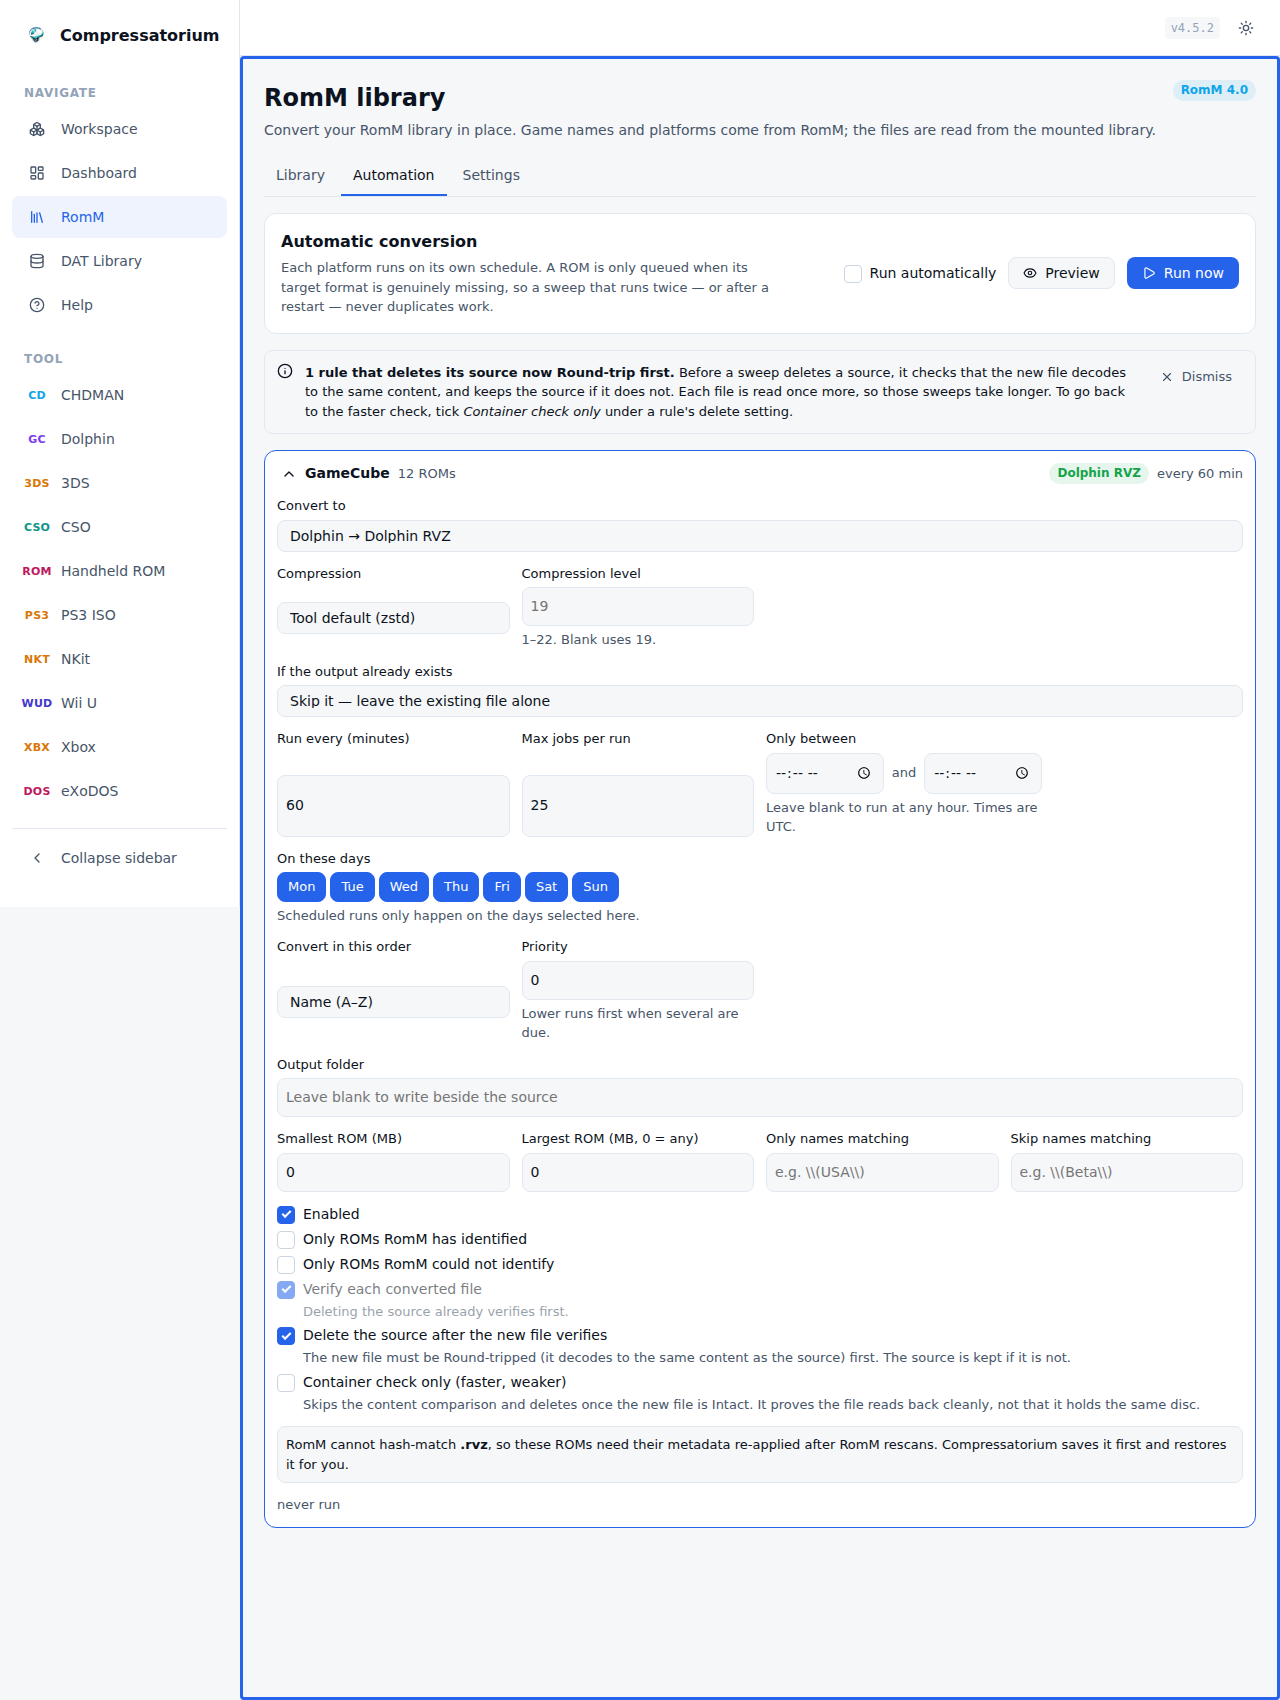 Compressatorium
v4.5.2
NAVIGATE
Workspace
Dashboard
RomM
DAT Library
Help
TOOL
CD CHDMAN
GC Dolphin
3DS 3DS
CSO CSO
ROM Handheld ROM
PS3 PS3 ISO
NKT NKit
WUD Wii U
XBX Xbox
DOS eXoDOS
Collapse sidebar
RomM library
RomM 4.0
Convert your RomM library in place. Game names and platforms come from RomM; the files are read from the mounted library.
Library Automation Settings
Automatic conversion
Each platform runs on its own schedule. A ROM is only queued when its
target format is genuinely missing, so a sweep that runs twice — or after a
restart — never duplicates work.
Run automatically Preview Run now
1 rule that deletes its source now Round-trip first. Before a sweep deletes a source, it checks that the new file decodes
to the same content, and keeps the source if it does not. Each file is read once more, so those sweeps take longer. To go back
to the faster check, tick Container check only under a rule's delete setting.
Dismiss
GameCube 12 ROMs
Dolphin RVZ every 60 min
Convert to
Dolphin → Dolphin RVZ
Compression Compression level
Tool default (zstd) 19
1–22. Blank uses 19.
If the output already exists
Skip it — leave the existing file alone
Run every (minutes) Max jobs per run Only between
60 25 --:-- -- and --:-- --
Leave blank to run at any hour. Times are
UTC.
On these days
Mon Tue Wed Thu Fri Sat Sun
Scheduled runs only happen on the days selected here.
Convert in this order Priority
Name (A–Z) 0
Lower runs first when several are
due.
Output folder
Leave blank to write beside the source
Smallest ROM (MB) Largest ROM (MB, 0 = any) Only names matching Skip names matching
0 0 e.g. \\(USA\\) e.g. \\(Beta\\)
Enabled
Only ROMs RomM has identified
Only ROMs RomM could not identify
Verify each converted file
Deleting the source already verifies first.
Delete the source after the new file verifies
The new file must be Round-tripped (it decodes to the same content as the source) first. The source is kept if it is not.
Container check only (faster, weaker)
Skips the content comparison and deletes once the new file is Intact. It proves the file reads back cleanly, not that it holds the same disc.
RomM cannot hash-match .rvz, so these ROMs need their metadata re-applied after RomM rescans. Compressatorium saves it first and restores
it for you.
never run